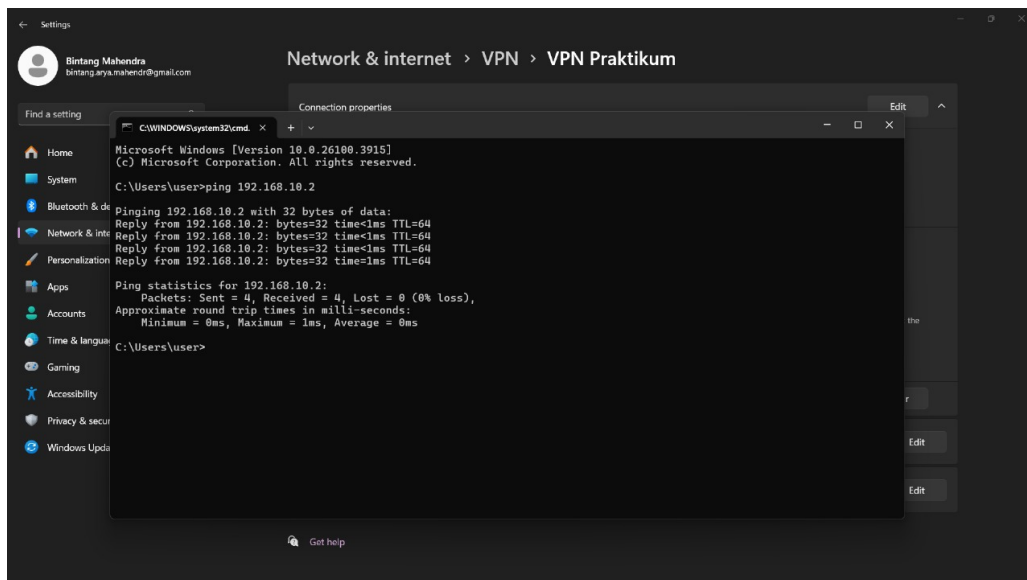 Settings
Bintang Mahendra
bintang.arya.mahendr@gmail.com
Network & internet > VPN > VPN Praktikum
Find a setting
Connection properties
Edit
C:\WINDOWS\system32\cmd.
Home
System
Bluetooth & de
Network & inte
Personalization
Apps
Accounts
Time & langua
Gaming
Accessibility
Privacy & secur
Windows Upda
Microsoft Windows [Version 10.0.26100.3915]
(c) Microsoft Corporation. All rights reserved.
C:\Users\user>ping 192.168.10.2
Pinging 192.168.10.2 with 32 bytes of data:
Reply from 192.168.10.2: bytes=32 time<1ms TTL=64
Reply from 192.168.10.2: bytes=32 time<1ms TTL=64
Reply from 192.168.10.2: bytes=32 time<1ms TTL=64
Reply from 192.168.10.2: bytes=32 time=1ms TTL=64
Ping statistics for 192.168.10.2:
Packets: Sent = 4, Received = 4, Lost = 0 (0% loss),
Approximate round trip times in milli-seconds:
Minimum = 0ms, Maximum = 1ms, Average = 0ms
C:\Users\user>
the
r
Edit
Edit
Get help